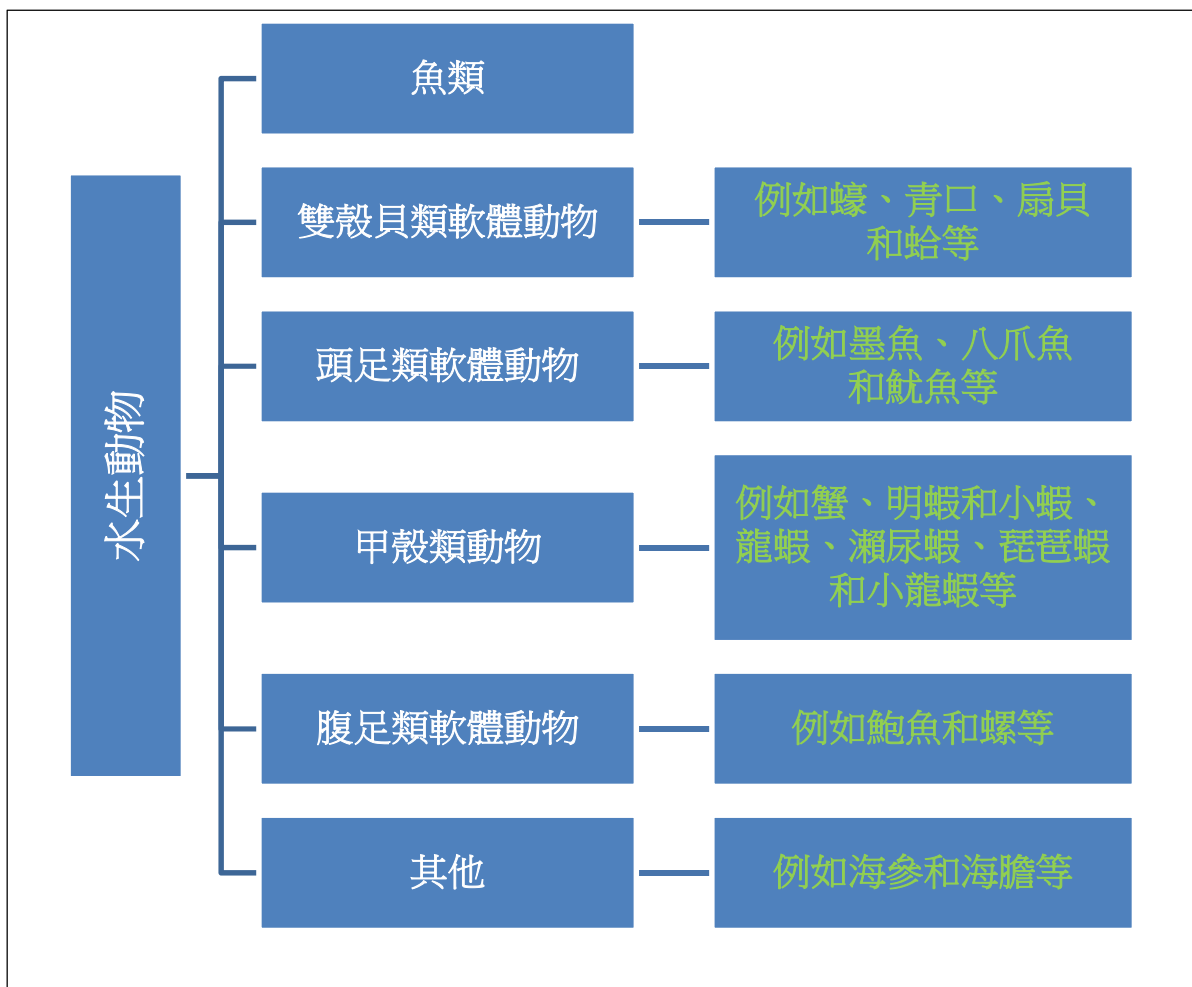 水生動物
魚類
雙殼貝類軟體動物
例如蠔、青口、扇貝
和蛤等
頭足類軟體動物
例如墨魚、八爪魚
和魷魚等
甲殼類動物
例如蟹、明蝦和小蝦、
龍蝦、瀨尿蝦、琵琶蝦
和小龍蝦等
腹足類軟體動物
例如鮑魚和螺等
其他
例如海參和海膽等